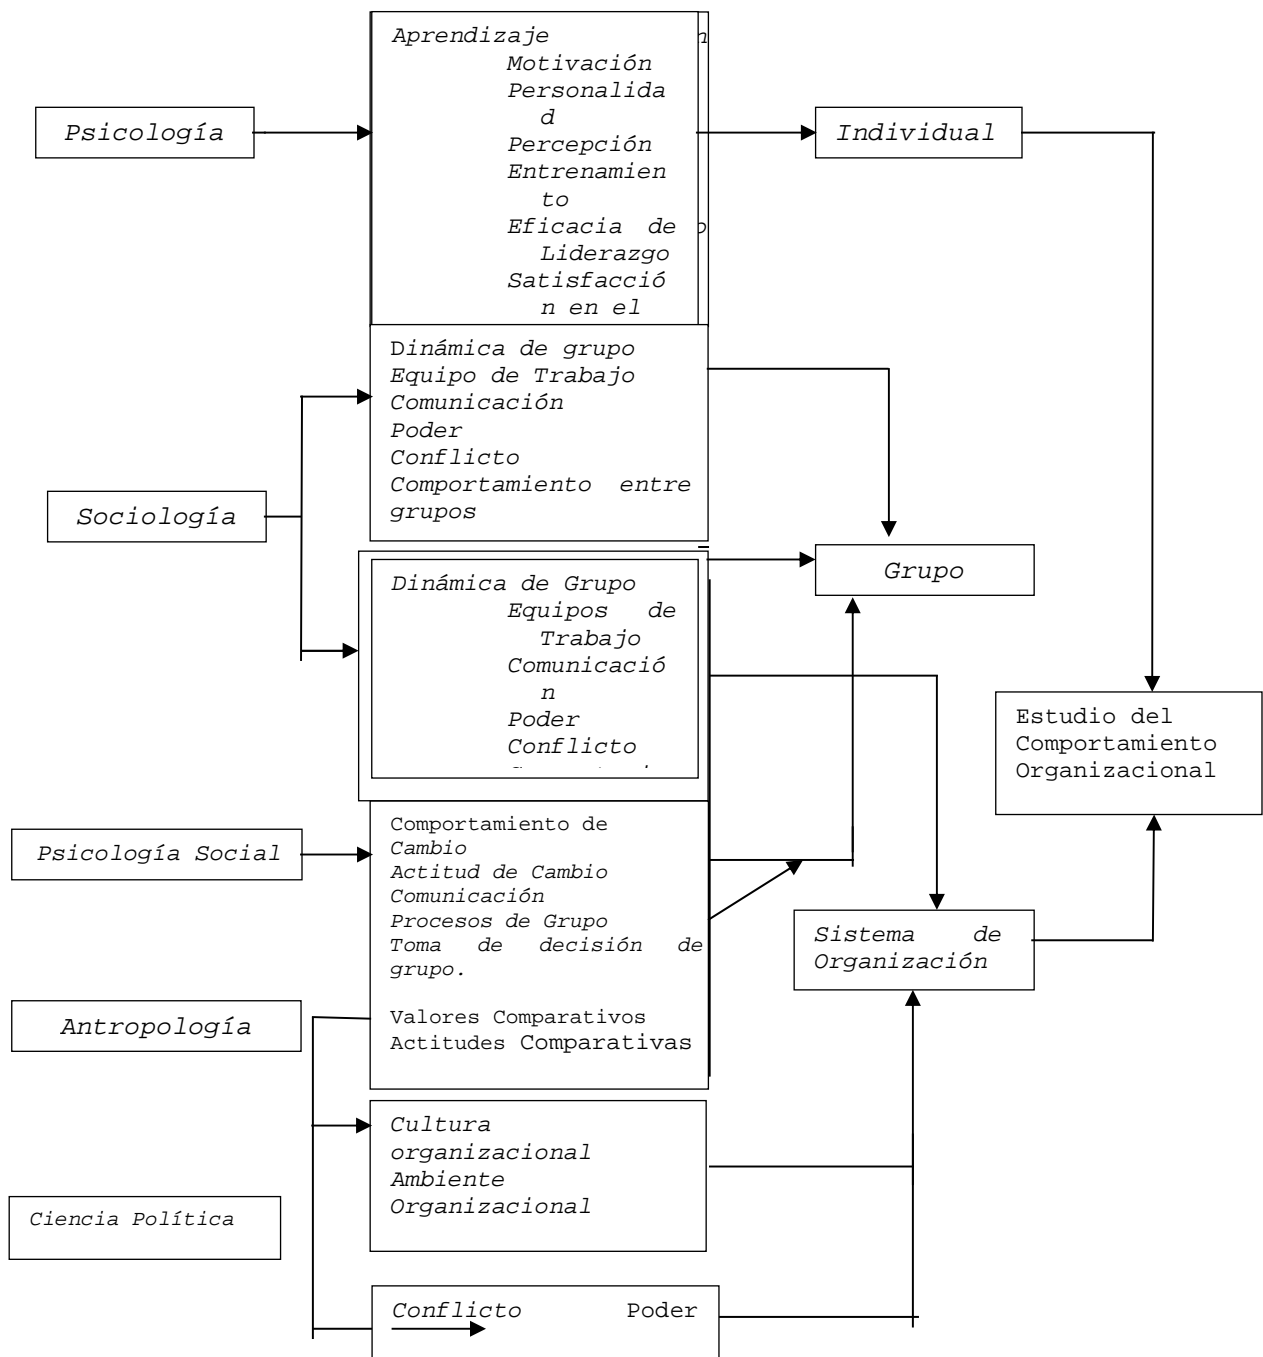 Aprendizaje
Motivación
Personalida
d
Percepción
Entrenamien
to
Eficacia de
Liderazgo
Satisfacció
n en el
Psicología
Individual
Dinámica de grupo
Equipo de Trabajo
Comunicación
Poder
Conflicto
Comportamiento entre
grupos
Sociología
Grupo
Dinámica de Grupo
Equipos de
Trabajo
Comunicació
n
Poder
Conflicto
Estudio del
Comportamiento
Organizacional
Psicología Social
Comportamiento de
Cambio
Actitud de Cambio
Comunicación
Procesos de Grupo
Toma de decisión de
grupo.
Valores Comparativos
Actitudes Comparativas
Sistema de
Organización
Antropología
Cultura
organizacional
Ambiente
Organizacional
Ciencia Política
Conflicto Poder